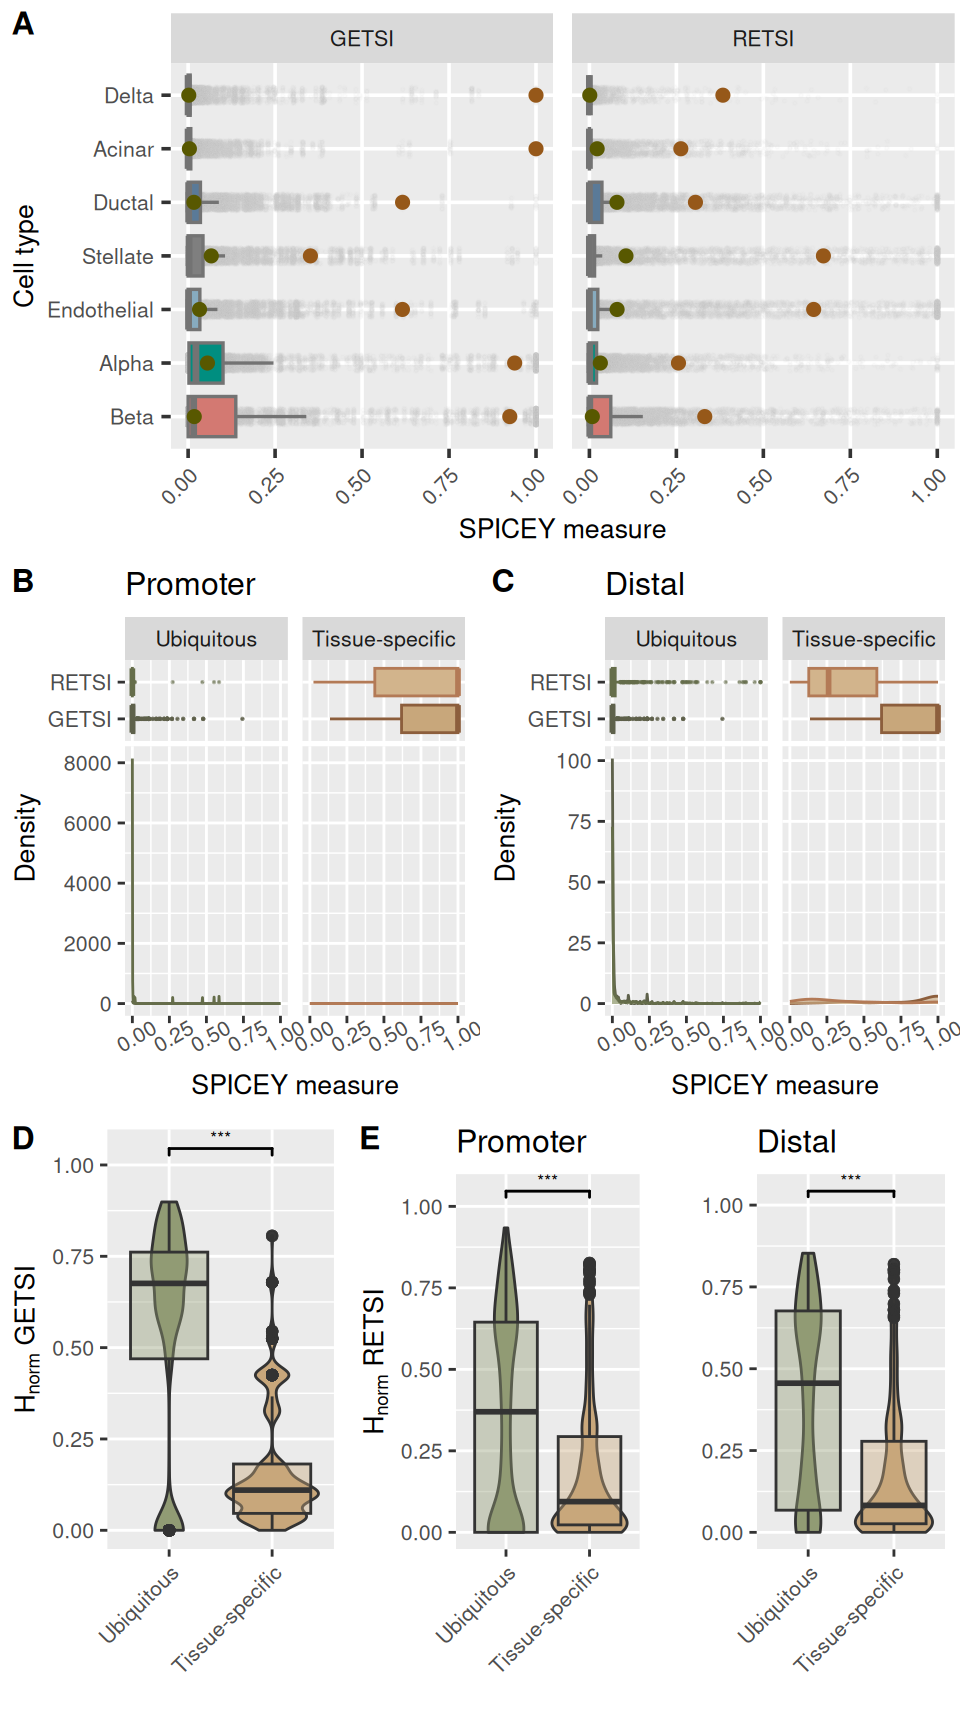 A
GETSI
RETSI
Cell type
Delta
Acinar
Ductal
Stellate
Endothelial
Alpha
Beta
0.00 0.25 0.50 0.75 1.00
0.00 0.25 0.50 0.75 1.00
SPICEY measure
B
Promoter
Ubiquitous
Tissue-specific
RETSI
GETSI
Density
8000
6000
4000
2000
0
0.00 0.25 0.50 0.75 1.00
0.00 0.25 0.50 0.75 1.00
SPICEY measure
C
Distal
Ubiquitous
Tissue-specific
RETSI
GETSI
Density
100
75
50
25
0
0.00 0.25 0.50 0.75 1.00
0.00 0.25 0.50 0.75 1.00
SPICEY measure
D
***
Hnorm GETSI
1.00
0.75
0.50
0.25
0.00
Ubiquitous
Tissue-specific
E
Promoter
***
Hnorm RETSI
1.00
0.75
0.50
0.25
0.00
Ubiquitous
Tissue-specific
Distal
***
1.00
0.75
0.50
0.25
0.00
Ubiquitous
Tissue-specific